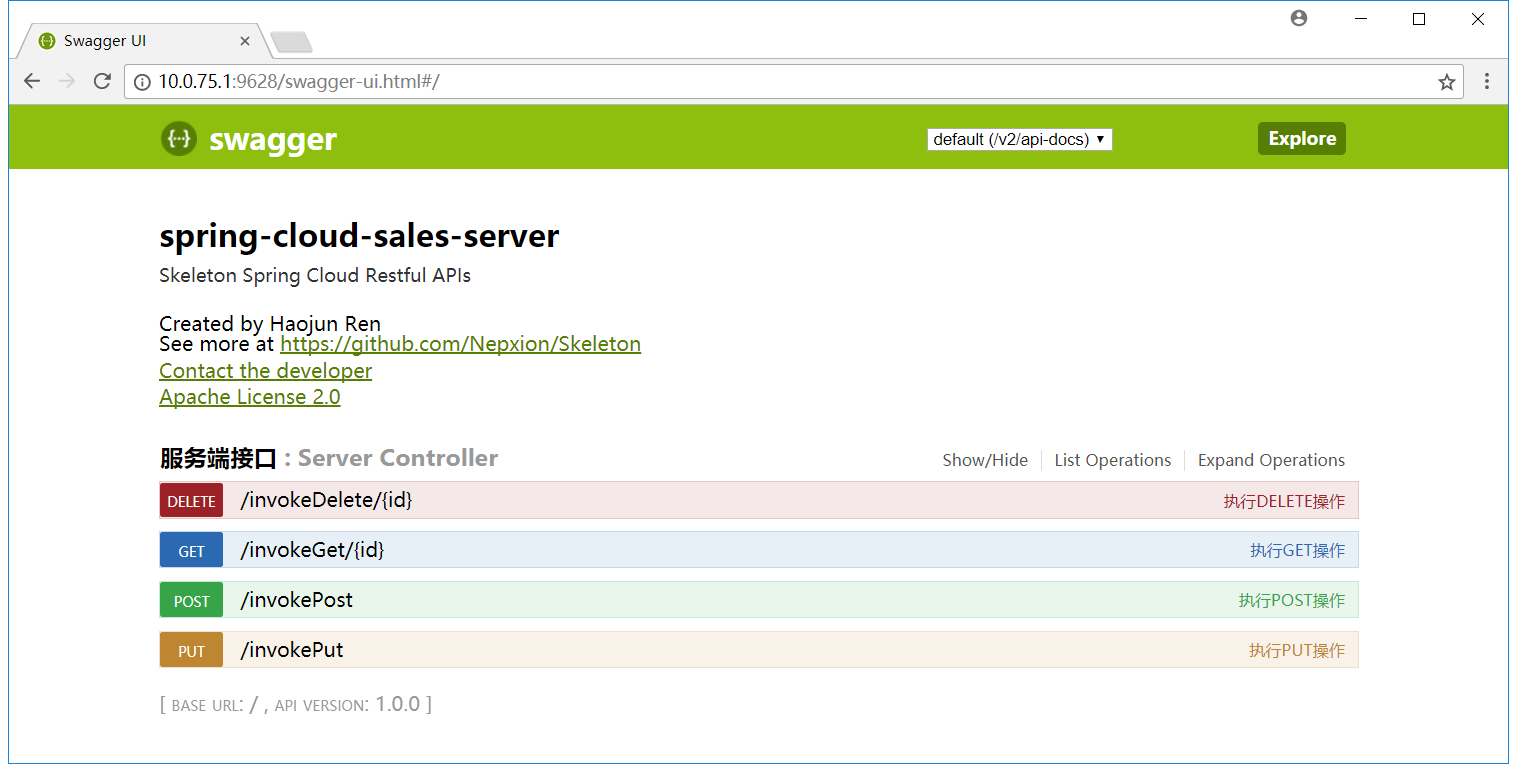 Swagger UI
10.0.75.1:9628/swagger-ui.html#/
{···} swagger default (/v2/api-docs) Explore
spring-cloud-sales-server
Skeleton Spring Cloud Restful APIs
Created by Haojun Ren
See more at https://github.com/Nepxion/Skeleton
Contact the developer
Apache License 2.0
服务端接口 : Server Controller Show/Hide List Operations Expand Operations
DELETE /invokeDelete/{id} 执行DELETE操作
GET /invokeGet/{id} 执行GET操作
POST /invokePost 执行POST操作
PUT /invokePut 执行PUT操作
[ BASE URL: / , API VERSION: 1.0.0 ]